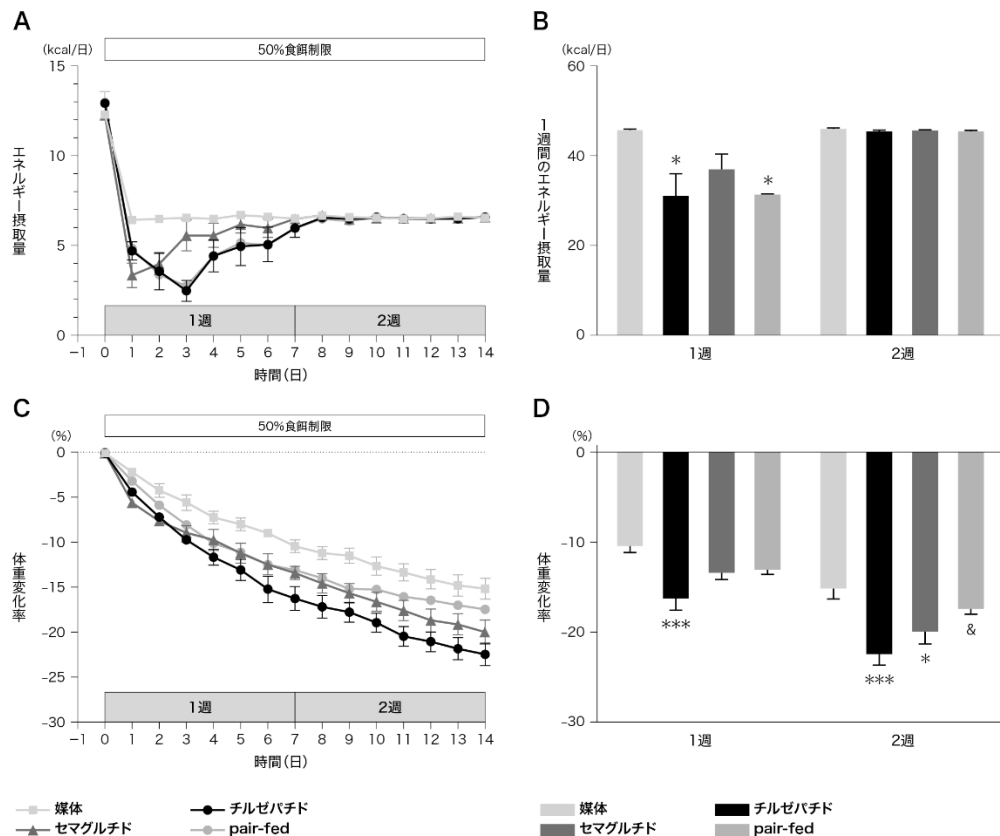 A
(kcal/日)
50%食餌制限
15
10
5
0
エネルギー摂取量
1週
2週
−1 0 1 2 3 4 5 6 7 8 9 10 11 12 13 14
時間(日)
B
(kcal/日)
60
40
20
0
1週間のエネルギー摂取量
*
*
1週
2週
C
(%)
50%食餌制限
0
−5
−10
−15
−20
−25
−30
体重変化率
1週
2週
−1 0 1 2 3 4 5 6 7 8 9 10 11 12 13 14
時間(日)
媒体
チルゼパチド
セマグルチド
pair-fed
D
(%)
0
−10
−20
−30
体重変化率
***
***
*
&
1週
2週
媒体
チルゼパチド
セマグルチド
pair-fed